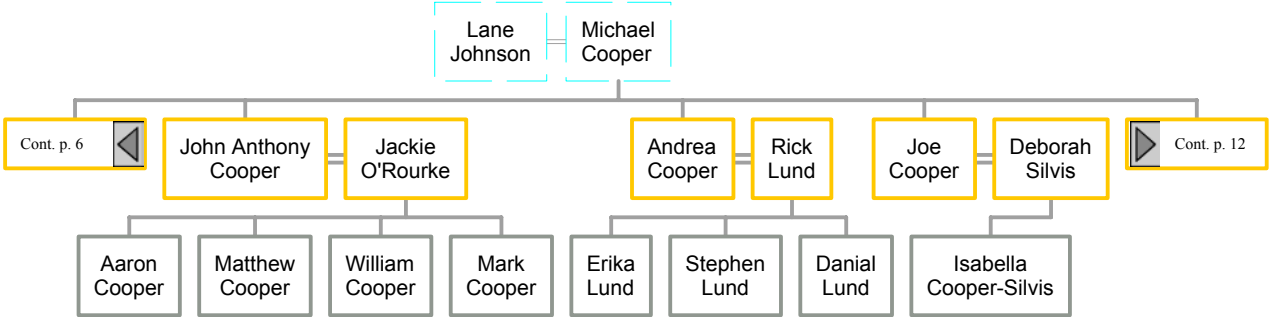 Lane
Johnson
Michael
Cooper
Cont. p. 6
John Anthony
Cooper
Jackie
O'Rourke
Andrea
Cooper
Rick
Lund
Joe
Cooper
Deborah
Silvis
Cont. p. 12
Aaron
Cooper
Matthew
Cooper
William
Cooper
Mark
Cooper
Erika
Lund
Stephen
Lund
Danial
Lund
Isabella
Cooper-Silvis